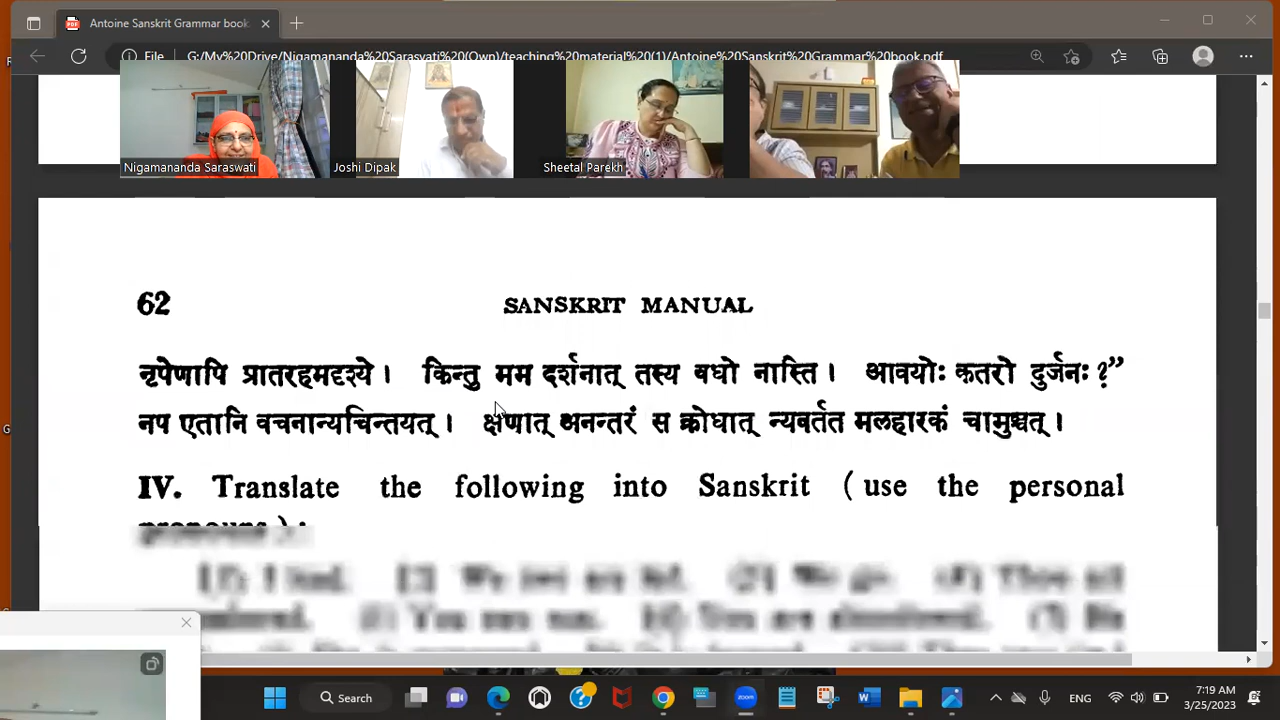 Antoine Sanskrit Grammar book.
File G:/My%20Drive/Nigamananda%20Sarasvati%20(Own)/teaching%20material%20(1)/Antoine%20Sanskrit%20Grammar%20book.pdf
Nigamananda Saraswati
Joshi Dipak
Sheetal Parekh
62 SANSKRIT MANUAL
नृपेणापि प्रातरहमदृश्ये। किन्तु मम दर्शनात् तस्य वधो नास्ति। आवयोः कतरो दुर्जनः?”
नप एतानि वचनान्यचिन्तयत्। क्षणात् अनन्तरं स क्रोधात् न्यवर्तत मलहारकं चामुञ्चत्।
IV. Translate the following into Sanskrit (use the personal
pronouns):
Search
ENG
7:19 AM
3/25/2023